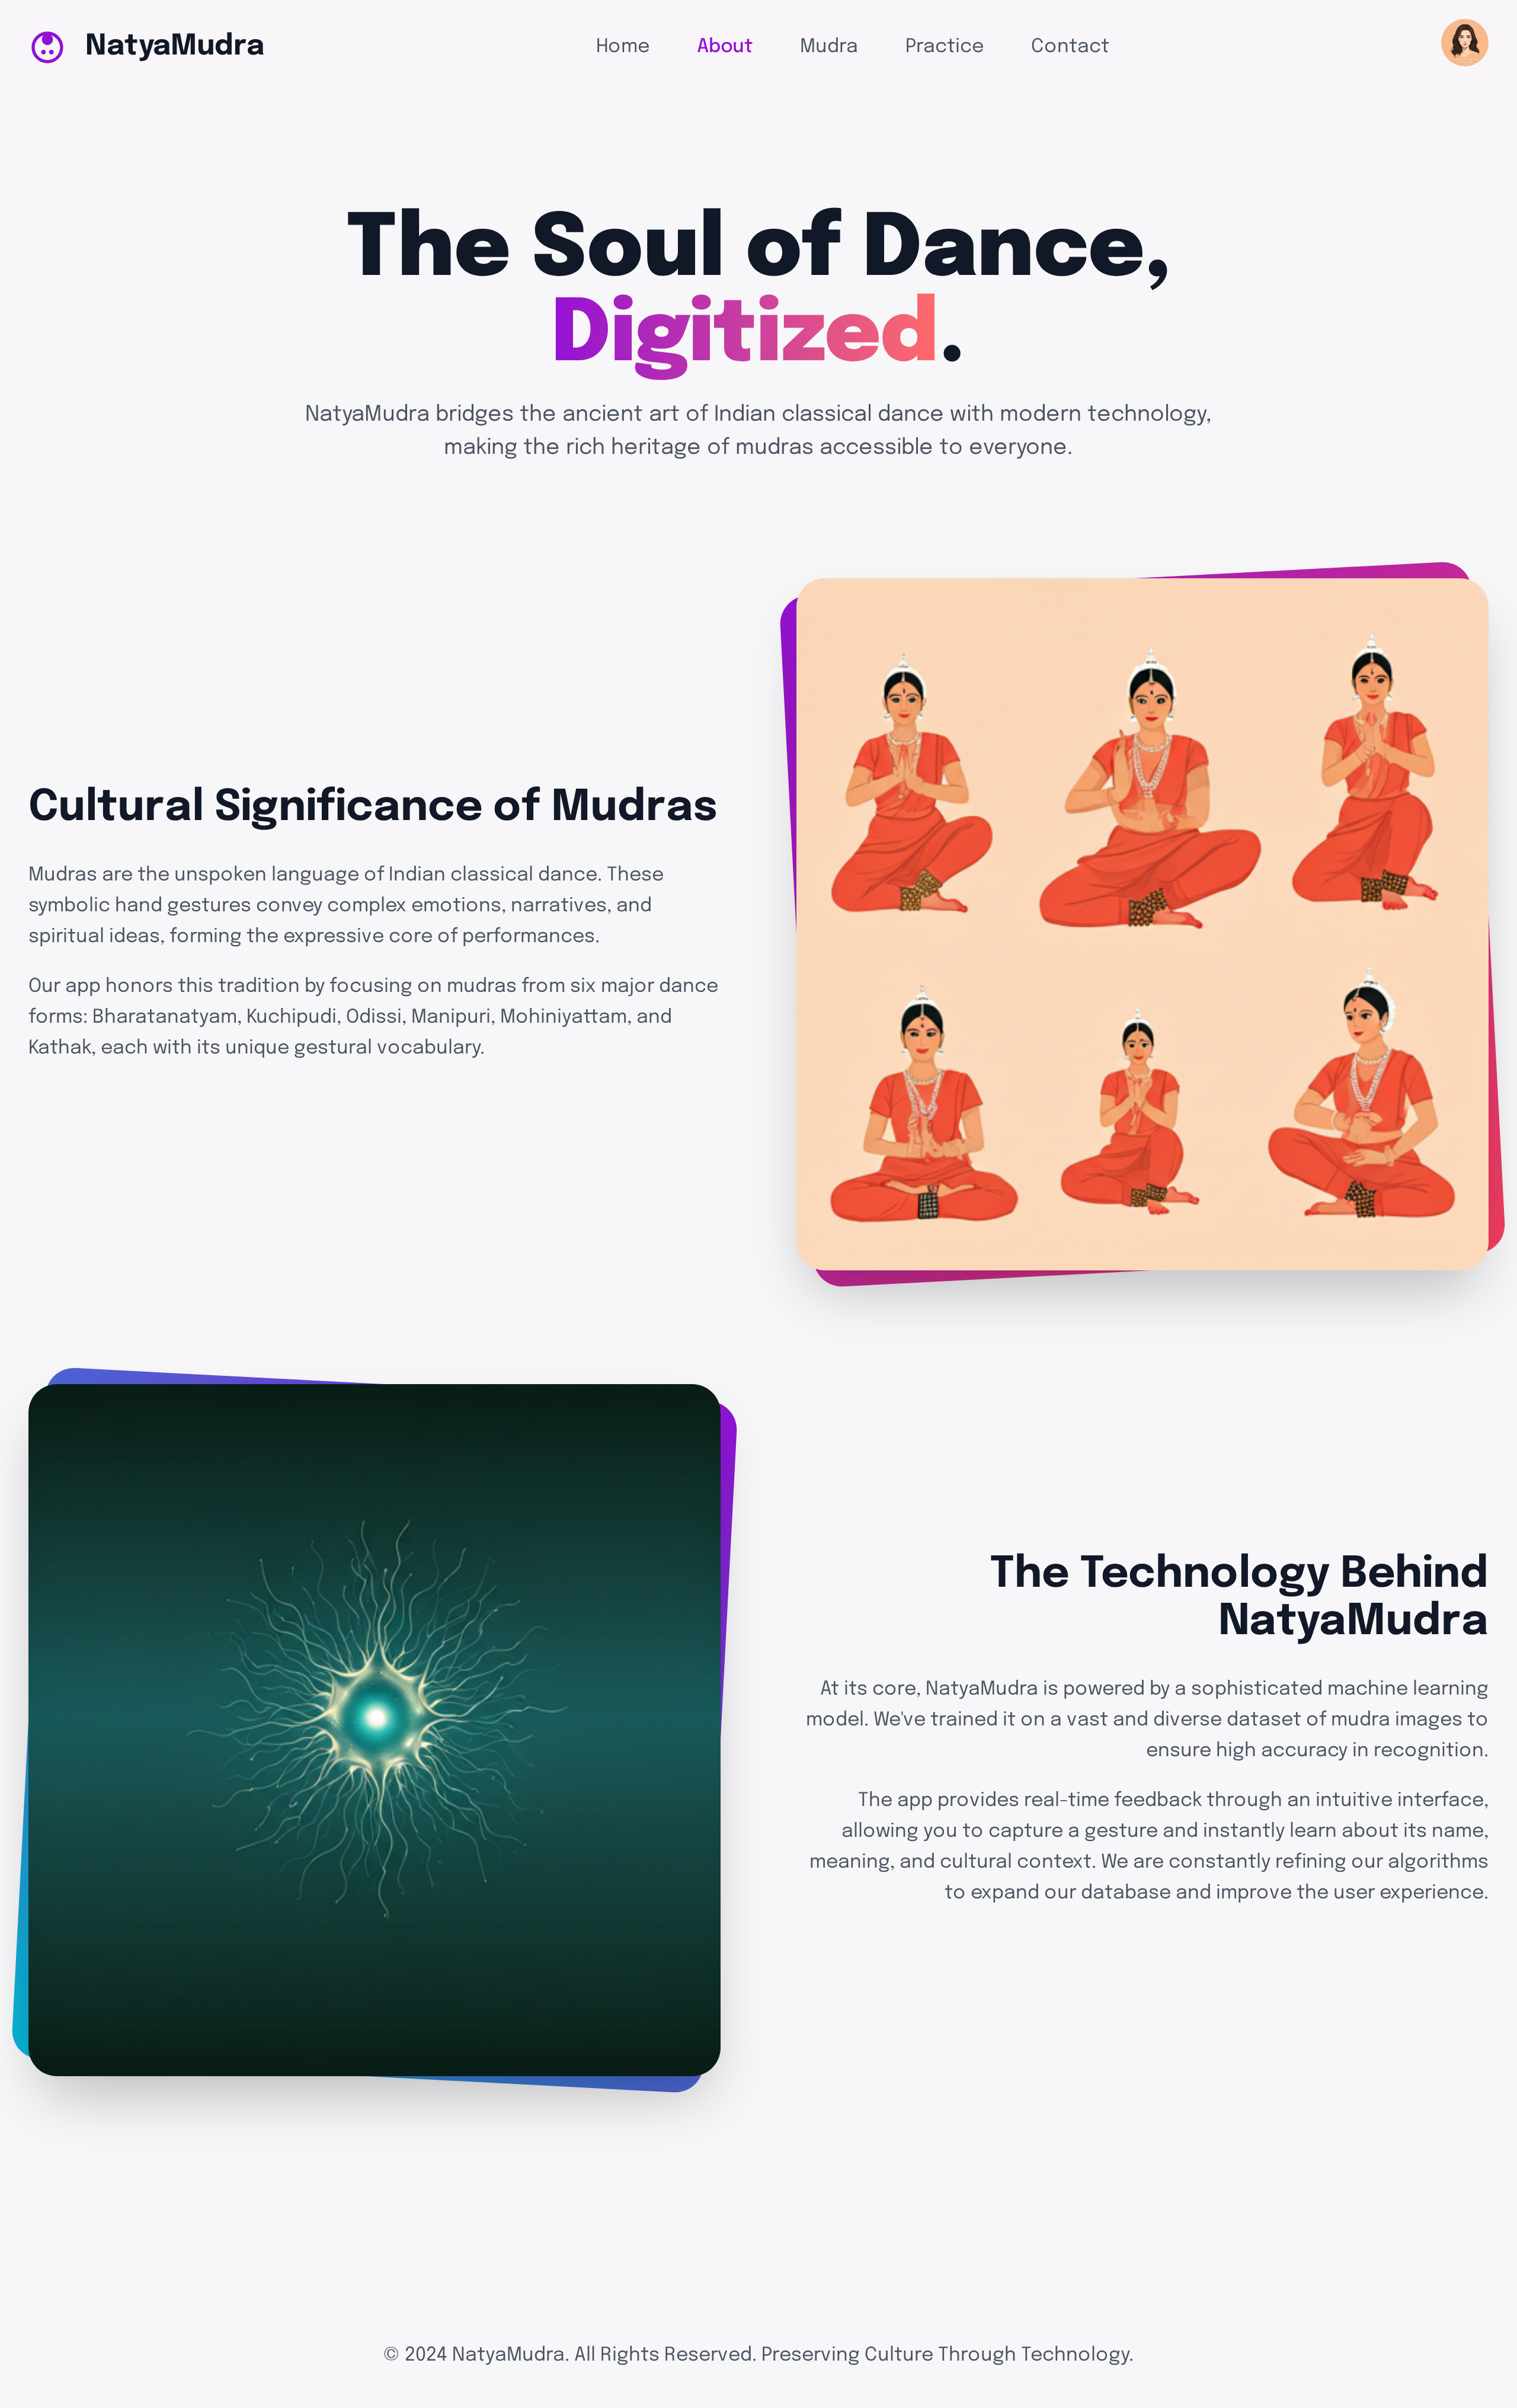 NatyaMudra
Home
About
Mudra
Practice
Contact
The Soul of Dance,
Digitized.
NatyaMudra bridges the ancient art of Indian classical dance with modern technology,
making the rich heritage of mudras accessible to everyone.
Cultural Significance of Mudras
Mudras are the unspoken language of Indian classical dance. These
symbolic hand gestures convey complex emotions, narratives, and
spiritual ideas, forming the expressive core of performances.
Our app honors this tradition by focusing on mudras from six major dance
forms: Bharatanatyam, Kuchipudi, Odissi, Manipuri, Mohiniyattam, and
Kathak, each with its unique gestural vocabulary.
The Technology Behind
NatyaMudra
At its core, NatyaMudra is powered by a sophisticated machine learning
model. We've trained it on a vast and diverse dataset of mudra images to
ensure high accuracy in recognition.
The app provides real-time feedback through an intuitive interface,
allowing you to capture a gesture and instantly learn about its name,
meaning, and cultural context. We are constantly refining our algorithms
to expand our database and improve the user experience.
© 2024 NatyaMudra. All Rights Reserved. Preserving Culture Through Technology.